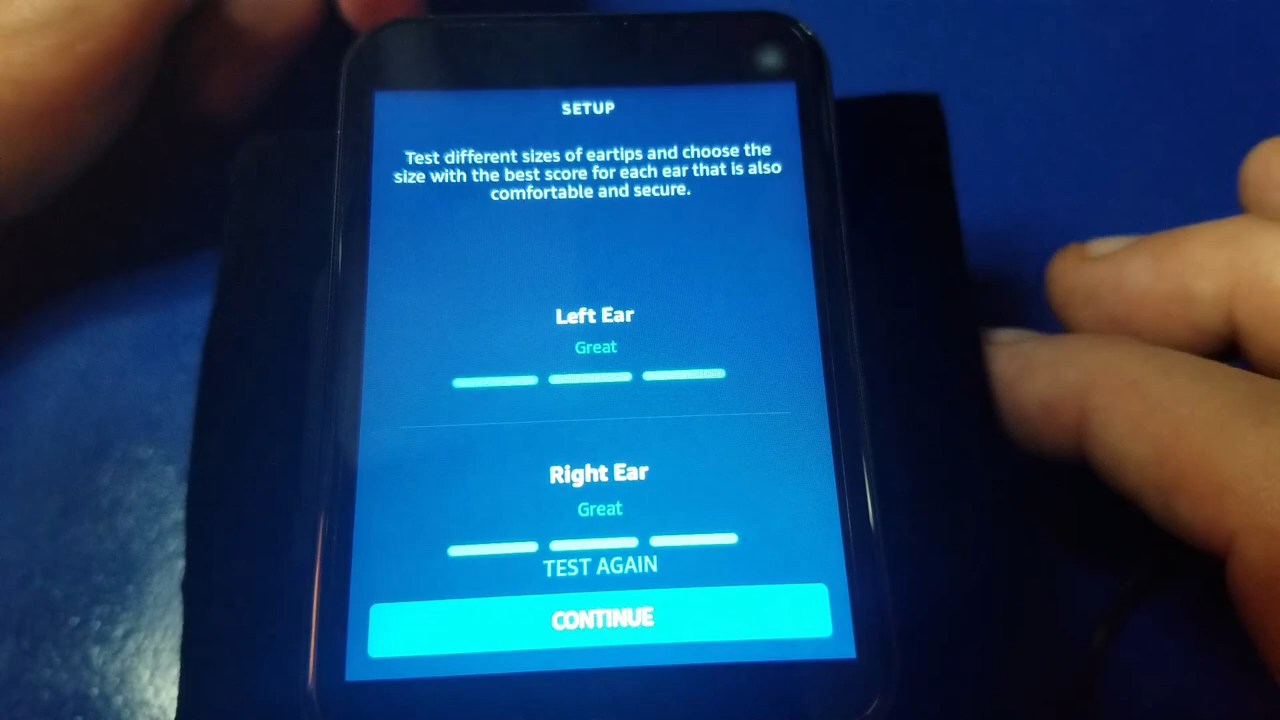 SETUP
Test different sizes of eartips and choose the
size with the best score for each ear that is also
comfortable and secure.
Left Ear
Great
Right Ear
Great
TEST AGAIN
CONTINUE